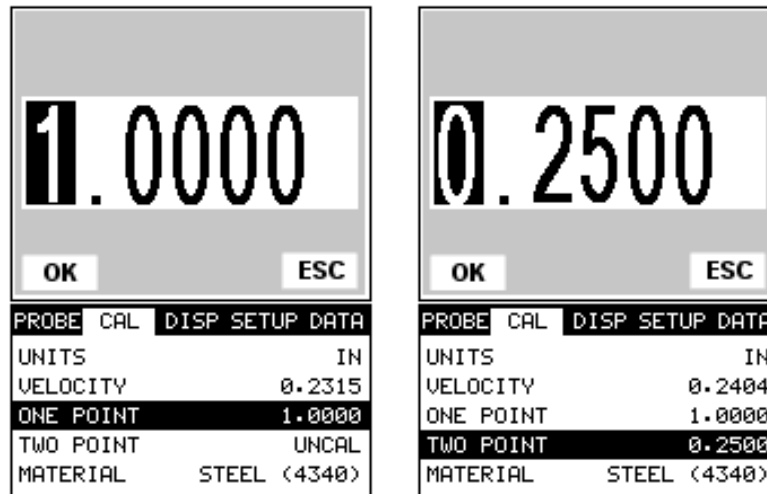 1.0000
OK ESC
PROBE CAL DISP SETUP DATA
UNITS IN
VELOCITY 0.2315
ONE POINT 1.0000
TWO POINT UNCAL
MATERIAL STEEL (4340)
0.2500
OK ESC
PROBE CAL DISP SETUP DATA
UNITS IN
VELOCITY 0.2404
ONE POINT 1.0000
TWO POINT 0.2500
MATERIAL STEEL (4340)